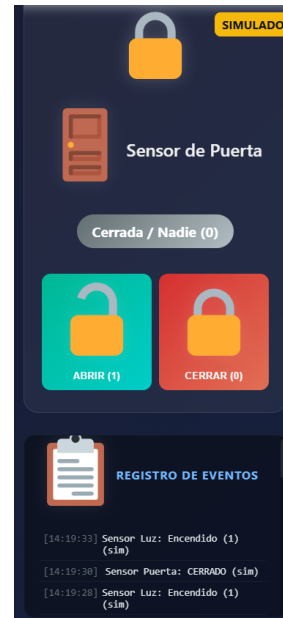 SIMULADO
Sensor de Puerta
Cerrada / Nadie (0)
ABRIR (1)
CERRAR (0)
REGISTRO DE EVENTOS
[14:19:33] Sensor Luz: Encendido (1)
(sim)
[14:19:30] Sensor Puerta: CERRADO (sim)
[14:19:28] Sensor Luz: Encendido (1)
(sim)